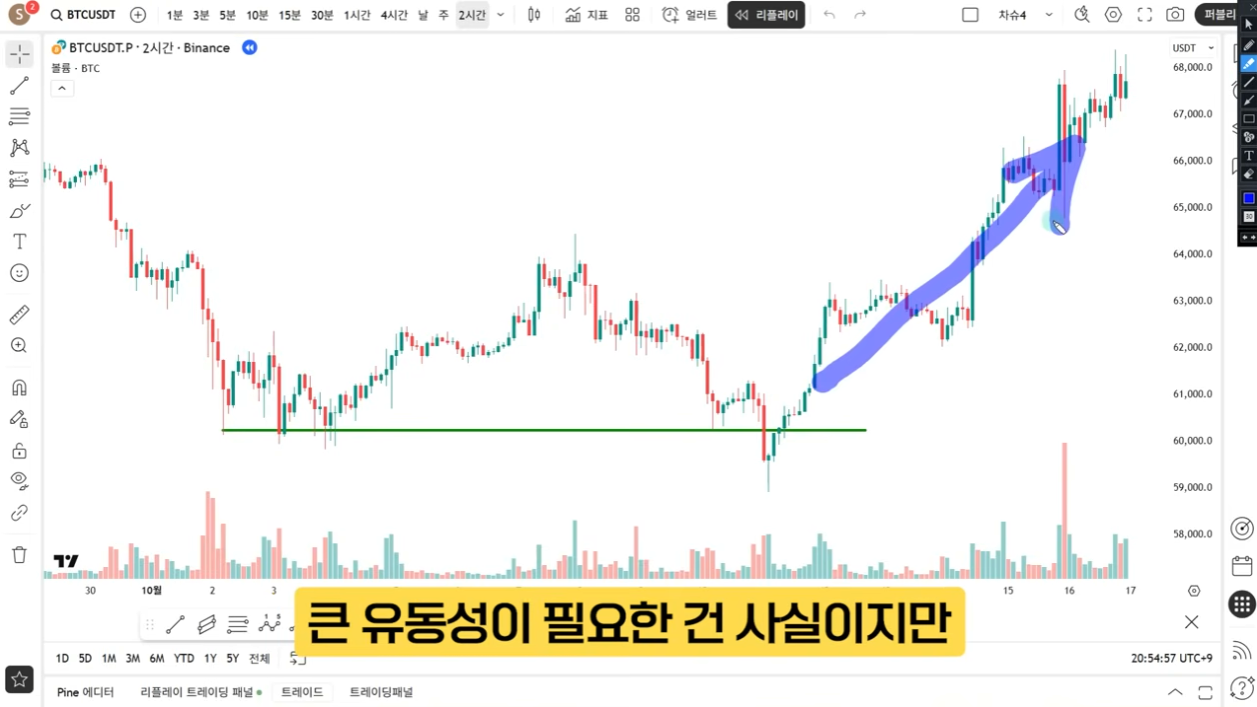 S 2 BTCUSDT 1분 3분 5분 10분 15분 30분 1시간 4시간 날 주 2시간 지표 얼러트 리플레이 차슈4 퍼블리
BTCUSDT.P · 2시간 · Binance
볼륨 · BTC
USDT
68,000.0
67,000.0
66,000.0
65,000.0
64,000.0
63,000.0
62,000.0
61,000.0
60,000.0
59,000.0
58,000.0
30 10월 2 3 15 16 17
큰 유동성이 필요한 건 사실이지만
1D 5D 1M 3M 6M YTD 1Y 5Y 전체 20:54:57 UTC+9
Pine 에디터 리플레이 트레이딩 패널 트레이드 트레이딩패널